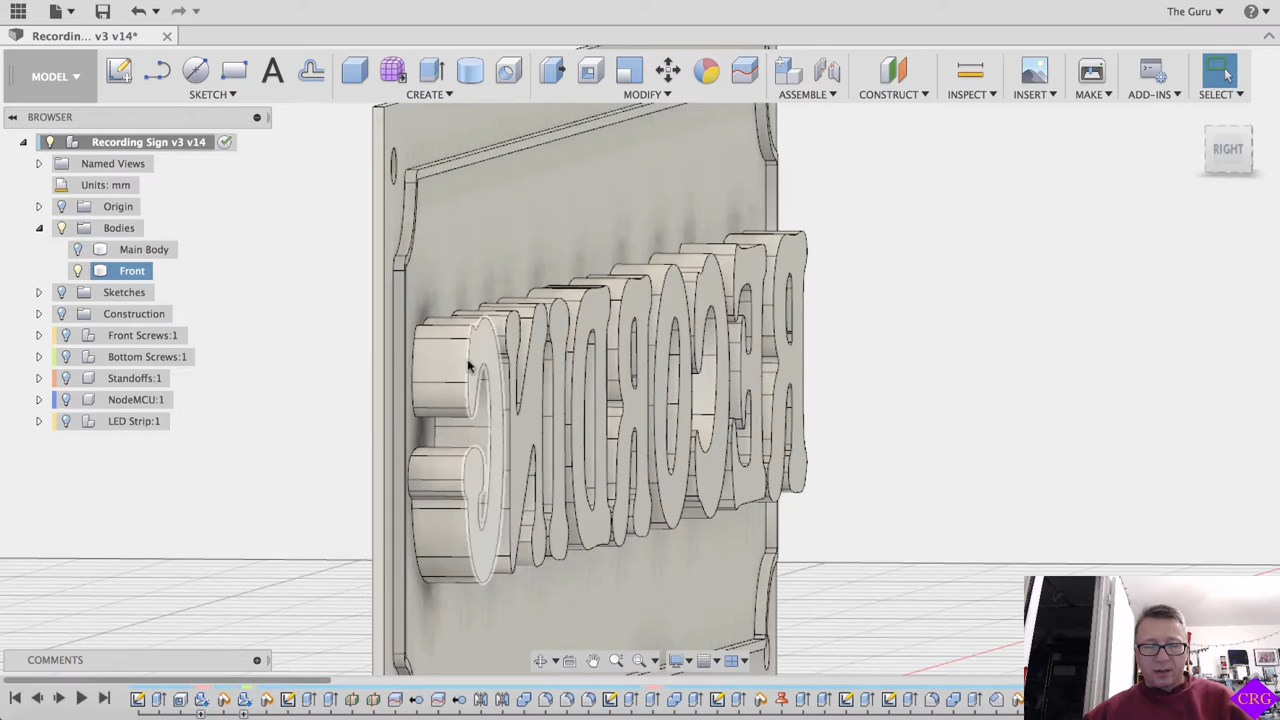 The Guru
Recordin... v3 v14*
MODEL
SKETCH
CREATE
MODIFY
ASSEMBLE
CONSTRUCT
INSPECT
INSERT
MAKE
ADD-INS
SELECT
BROWSER
Recording Sign v3 v14
Named Views
Units: mm
Origin
Bodies
Main Body
Front
Sketches
Construction
Front Screws:1
Bottom Screws:1
Standoffs:1
NodeMCU:1
LED Strip:1
RIGHT
RECORDING
COMMENTS
CRG